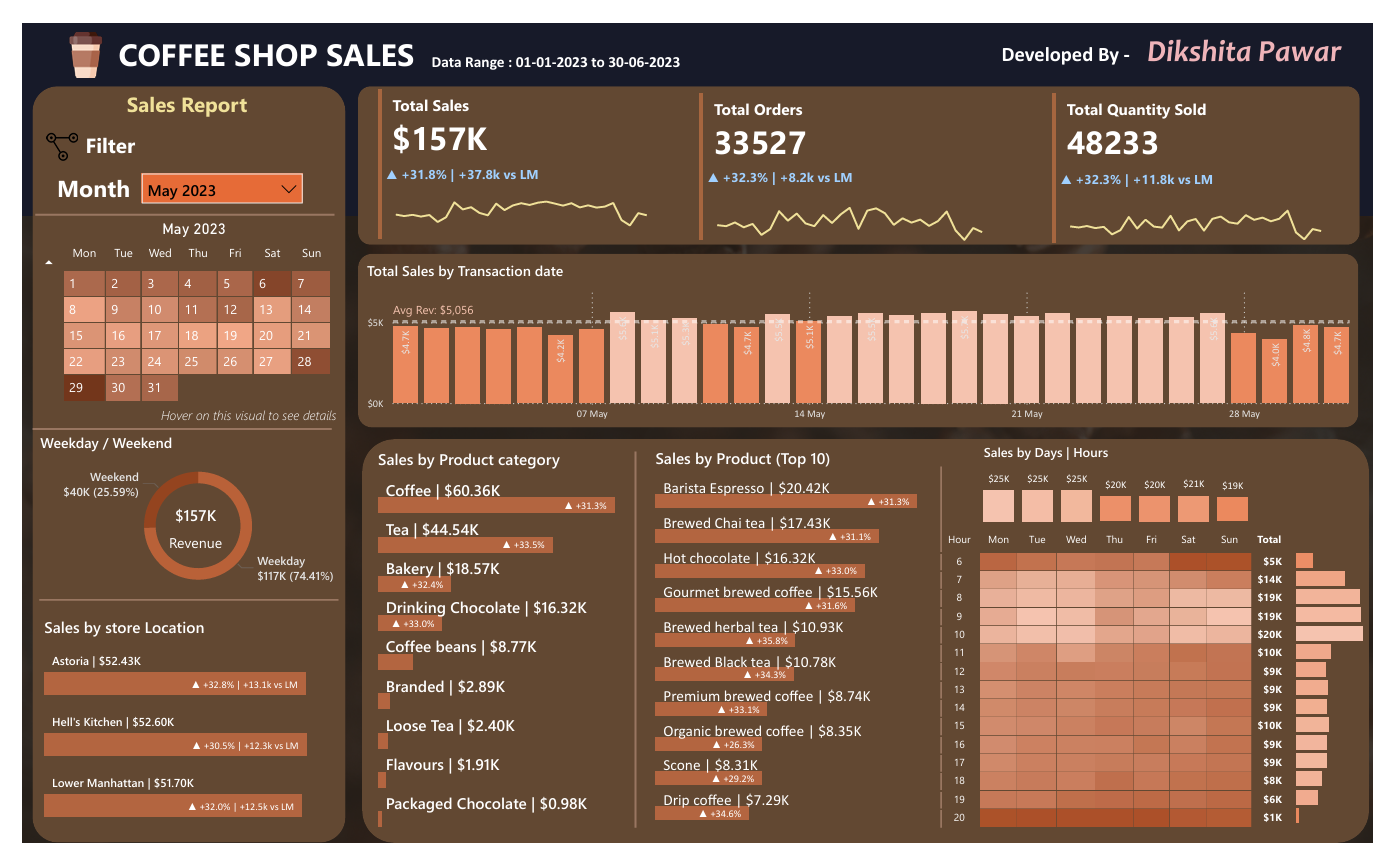 COFFEE SHOP SALES
Data Range : 01-01-2023 to 30-06-2023
Developed By - Dikshita Pawar
Sales Report
Filter
Month
May 2023
May 2023
Mon Tue Wed Thu Fri Sat Sun
1 2 3 4 5 6 7
8 9 10 11 12 13 14
15 16 17 18 19 20 21
22 23 24 25 26 27 28
29 30 31
Hover on this visual to see details
Weekday / Weekend
Weekend
$40K (25.59%)
$157K
Revenue
Weekday
$117K (74.41%)
Sales by store Location
Astoria | $52.43K
▲ +32.8% | +13.1k vs LM
Hell's Kitchen | $52.60K
▲ +30.5% | +12.3k vs LM
Lower Manhattan | $51.70K
▲ +32.0% | +12.5k vs LM
Total Sales
$157K
▲ +31.8% | +37.8k vs LM
Total Orders
33527
▲ +32.3% | +8.2k vs LM
Total Quantity Sold
48233
▲ +32.3% | +11.8k vs LM
Total Sales by Transaction date
Avg Rev: $5,056
$5K
$0K
$4.7K $4.2K $5.1K $4.7K $5.1K $4.0K $4.8K $4.7K
07 May 14 May 21 May 28 May
Sales by Product category
Coffee | $60.36K
▲ +31.3%
Tea | $44.54K
▲ +33.5%
Bakery | $18.57K
▲ +32.4%
Drinking Chocolate | $16.32K
▲ +33.0%
Coffee beans | $8.77K
Branded | $2.89K
Loose Tea | $2.40K
Flavours | $1.91K
Packaged Chocolate | $0.98K
Sales by Product (Top 10)
Barista Espresso | $20.42K
▲ +31.3%
Brewed Chai tea | $17.43K
▲ +31.1%
Hot chocolate | $16.32K
▲ +33.0%
Gourmet brewed coffee | $15.56K
▲ +31.6%
Brewed herbal tea | $10.93K
▲ +35.8%
Brewed Black tea | $10.78K
▲ +34.3%
Premium brewed coffee | $8.74K
▲ +33.1%
Organic brewed coffee | $8.35K
▲ +26.3%
Scone | $8.31K
▲ +29.2%
Drip coffee | $7.29K
▲ +34.6%
Sales by Days | Hours
$25K $25K $25K $20K $20K $21K $19K
Hour Mon Tue Wed Thu Fri Sat Sun Total
6 $5K
7 $14K
8 $19K
9 $19K
10 $20K
11 $10K
12 $9K
13 $9K
14 $9K
15 $10K
16 $9K
17 $9K
18 $8K
19 $6K
20 $1K